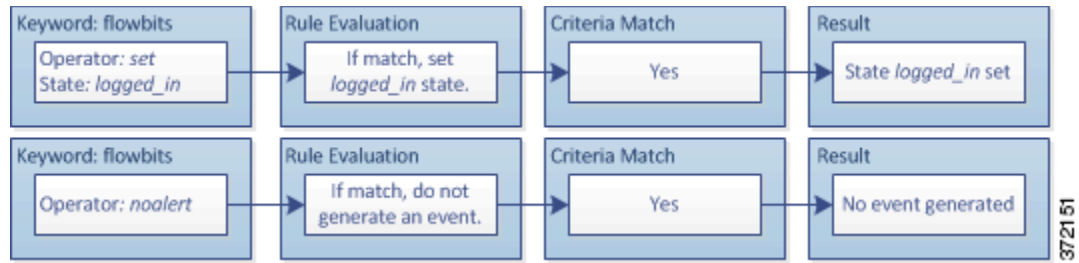 Keyword: flowbits
Operator: set
State: logged_in
Rule Evaluation
If match, set
logged_in state.
Criteria Match
Yes
Result
State logged_in set
Keyword: flowbits
Operator: noalert
Rule Evaluation
If match, do not
generate an event.
Criteria Match
Yes
Result
No event generated
372151